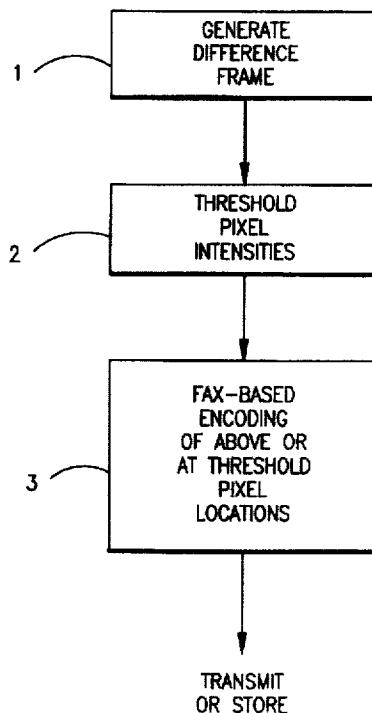 GENERATE
DIFFERENCE
FRAME
1
THRESHOLD
PIXEL
INTENSITIES
2
FAX-BASED
ENCODING
OF ABOVE OR
AT THRESHOLD
PIXEL
LOCATIONS
3
TRANSMIT
OR STORE